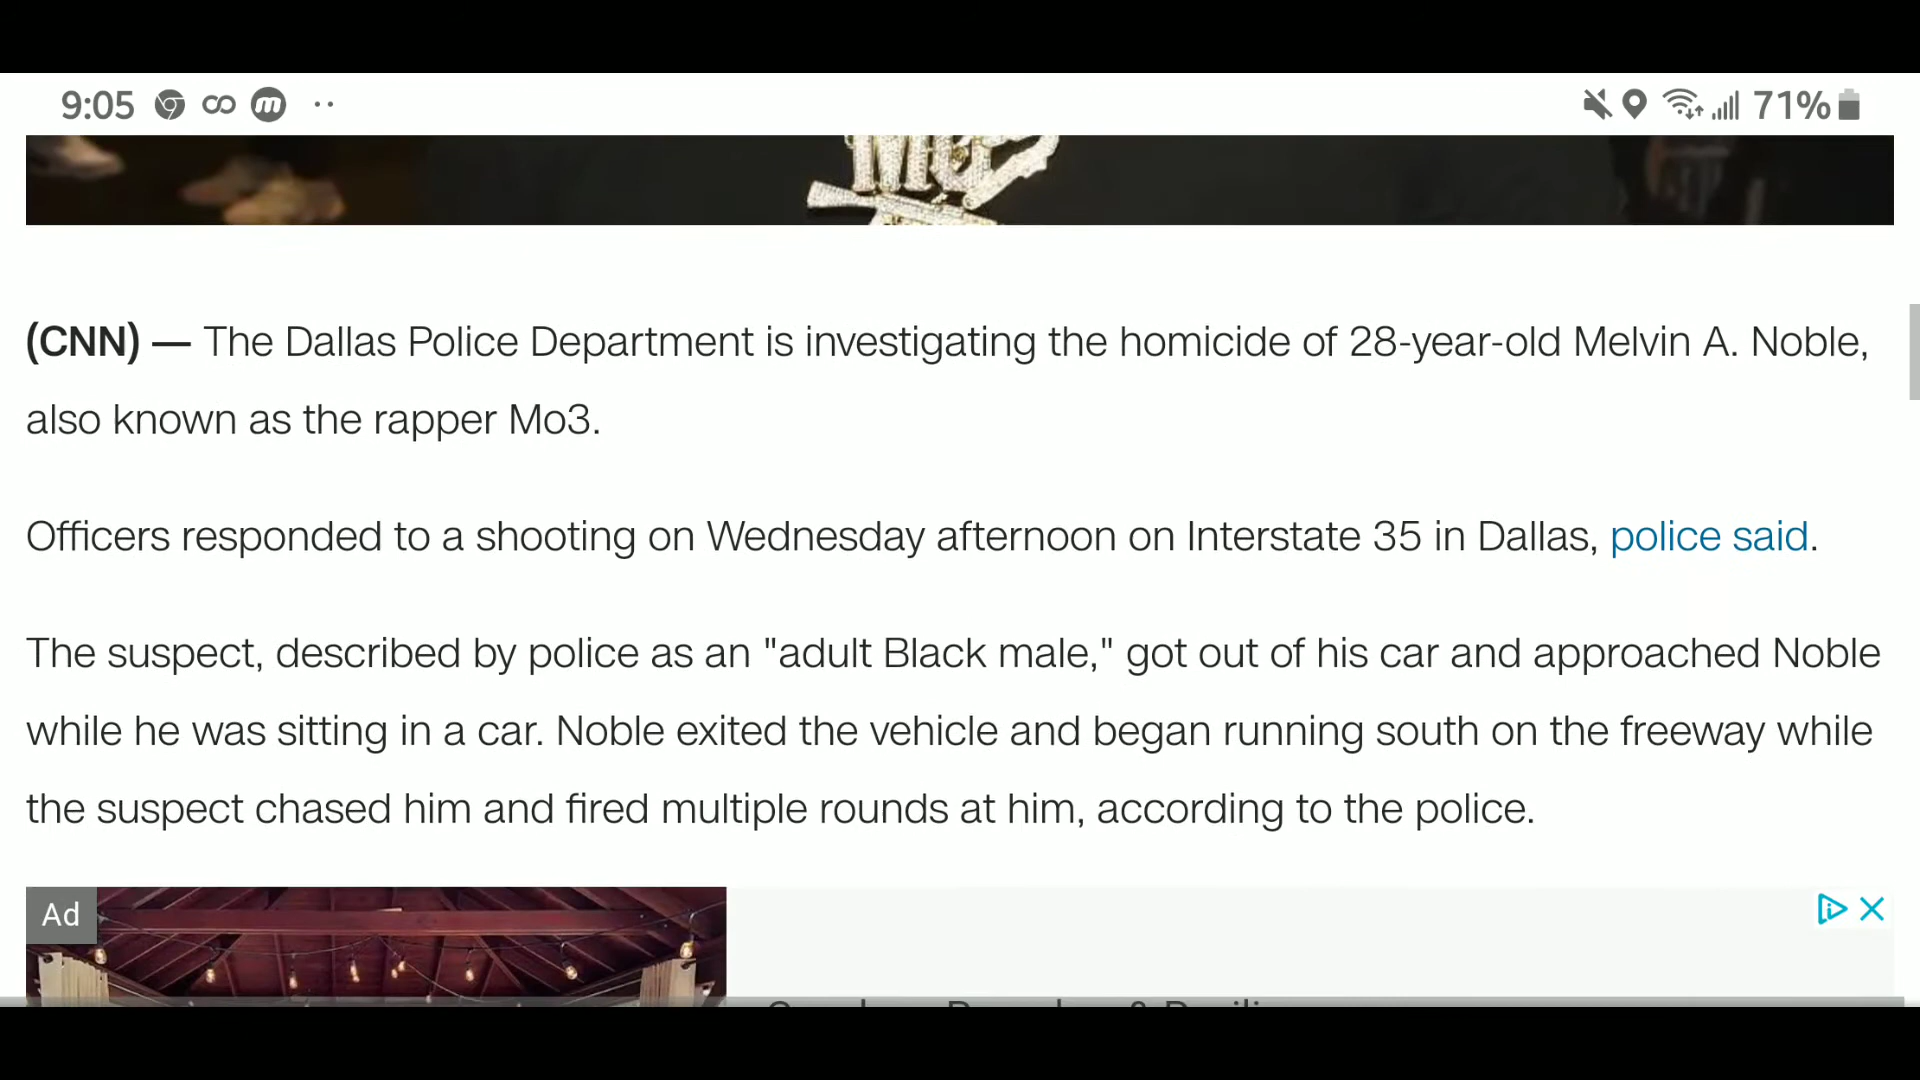 9:05 71%
Mo3
(CNN) — The Dallas Police Department is investigating the homicide of 28-year-old Melvin A. Noble,
also known as the rapper Mo3.
Officers responded to a shooting on Wednesday afternoon on Interstate 35 in Dallas, police said.
The suspect, described by police as an "adult Black male," got out of his car and approached Noble
while he was sitting in a car. Noble exited the vehicle and began running south on the freeway while
the suspect chased him and fired multiple rounds at him, according to the police.
Ad